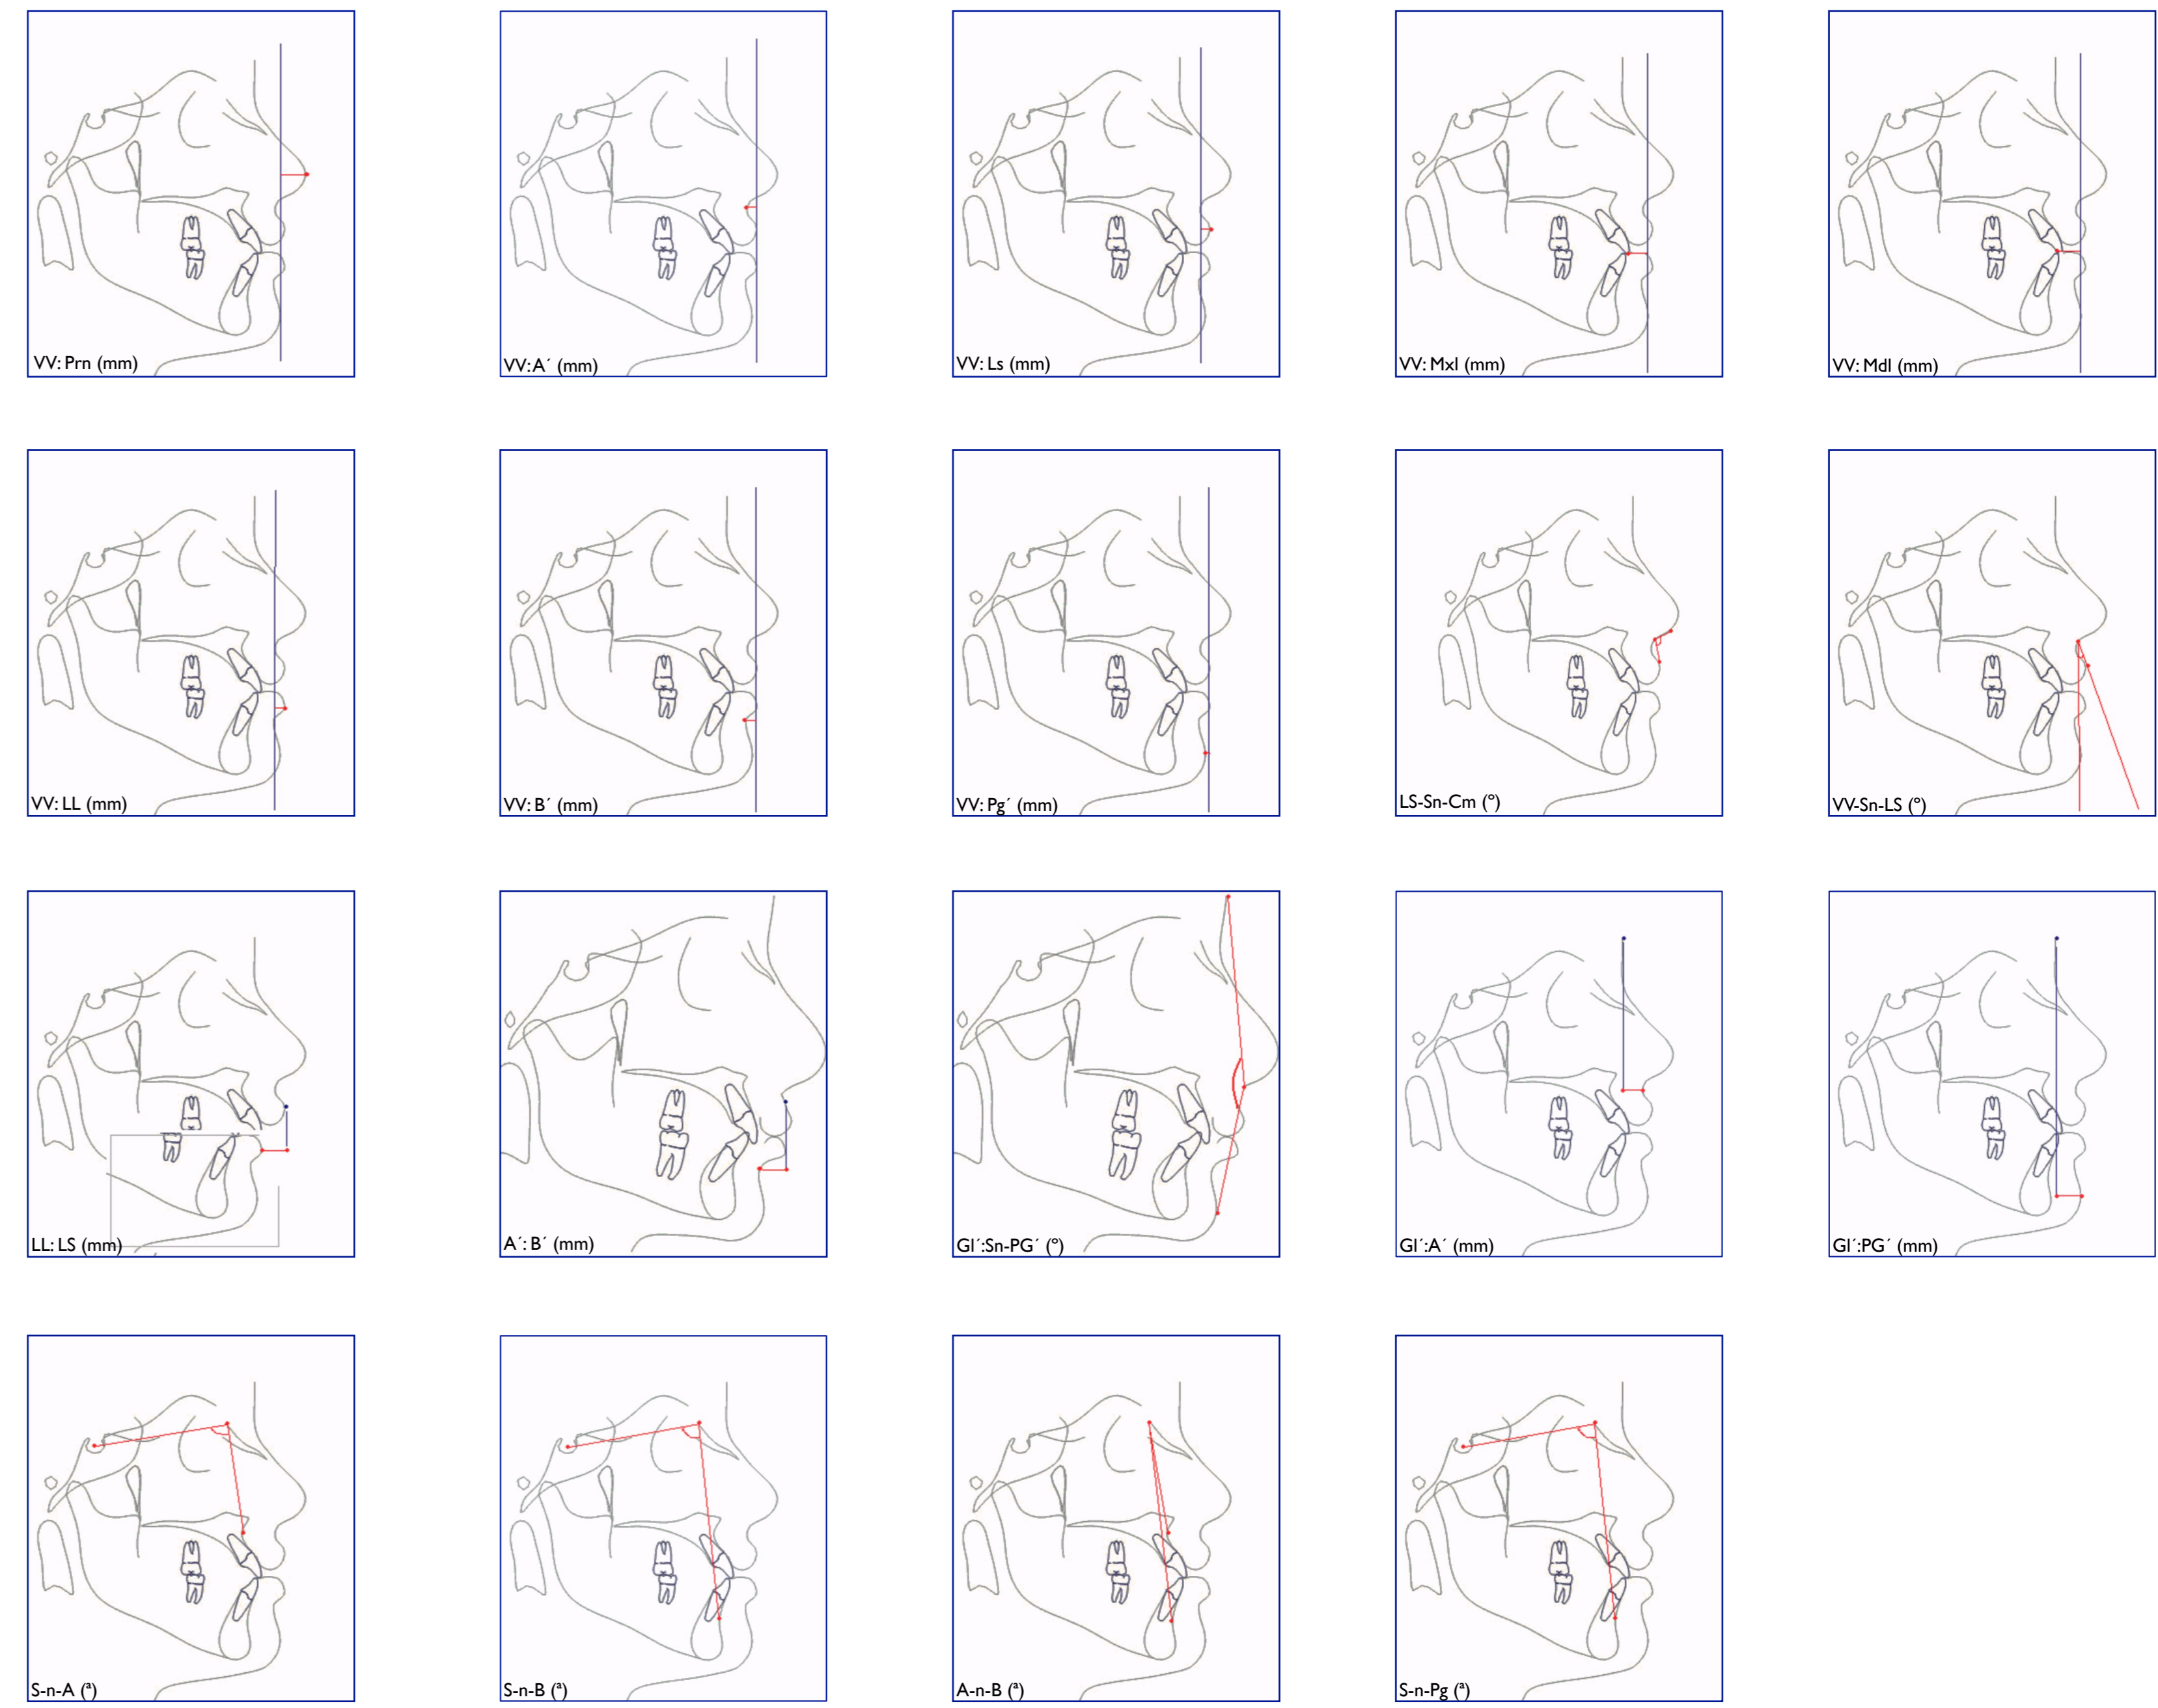 VV: Prn (mm)
VV: A´ (mm)
VV: Ls (mm)
VV: MxI (mm)
VV: MdI (mm)
VV: LL (mm)
VV: B´ (mm)
VV: Pg´ (mm)
LS-Sn-Cm (º)
VV-Sn-LS (º)
LL: LS (mm)
A´: B´ (mm)
Gl´:Sn-PG´ (º)
Gl´:A´ (mm)
Gl´:PG´ (mm)
S-n-A (ª)
S-n-B (ª)
A-n-B (ª)
S-n-Pg (ª)